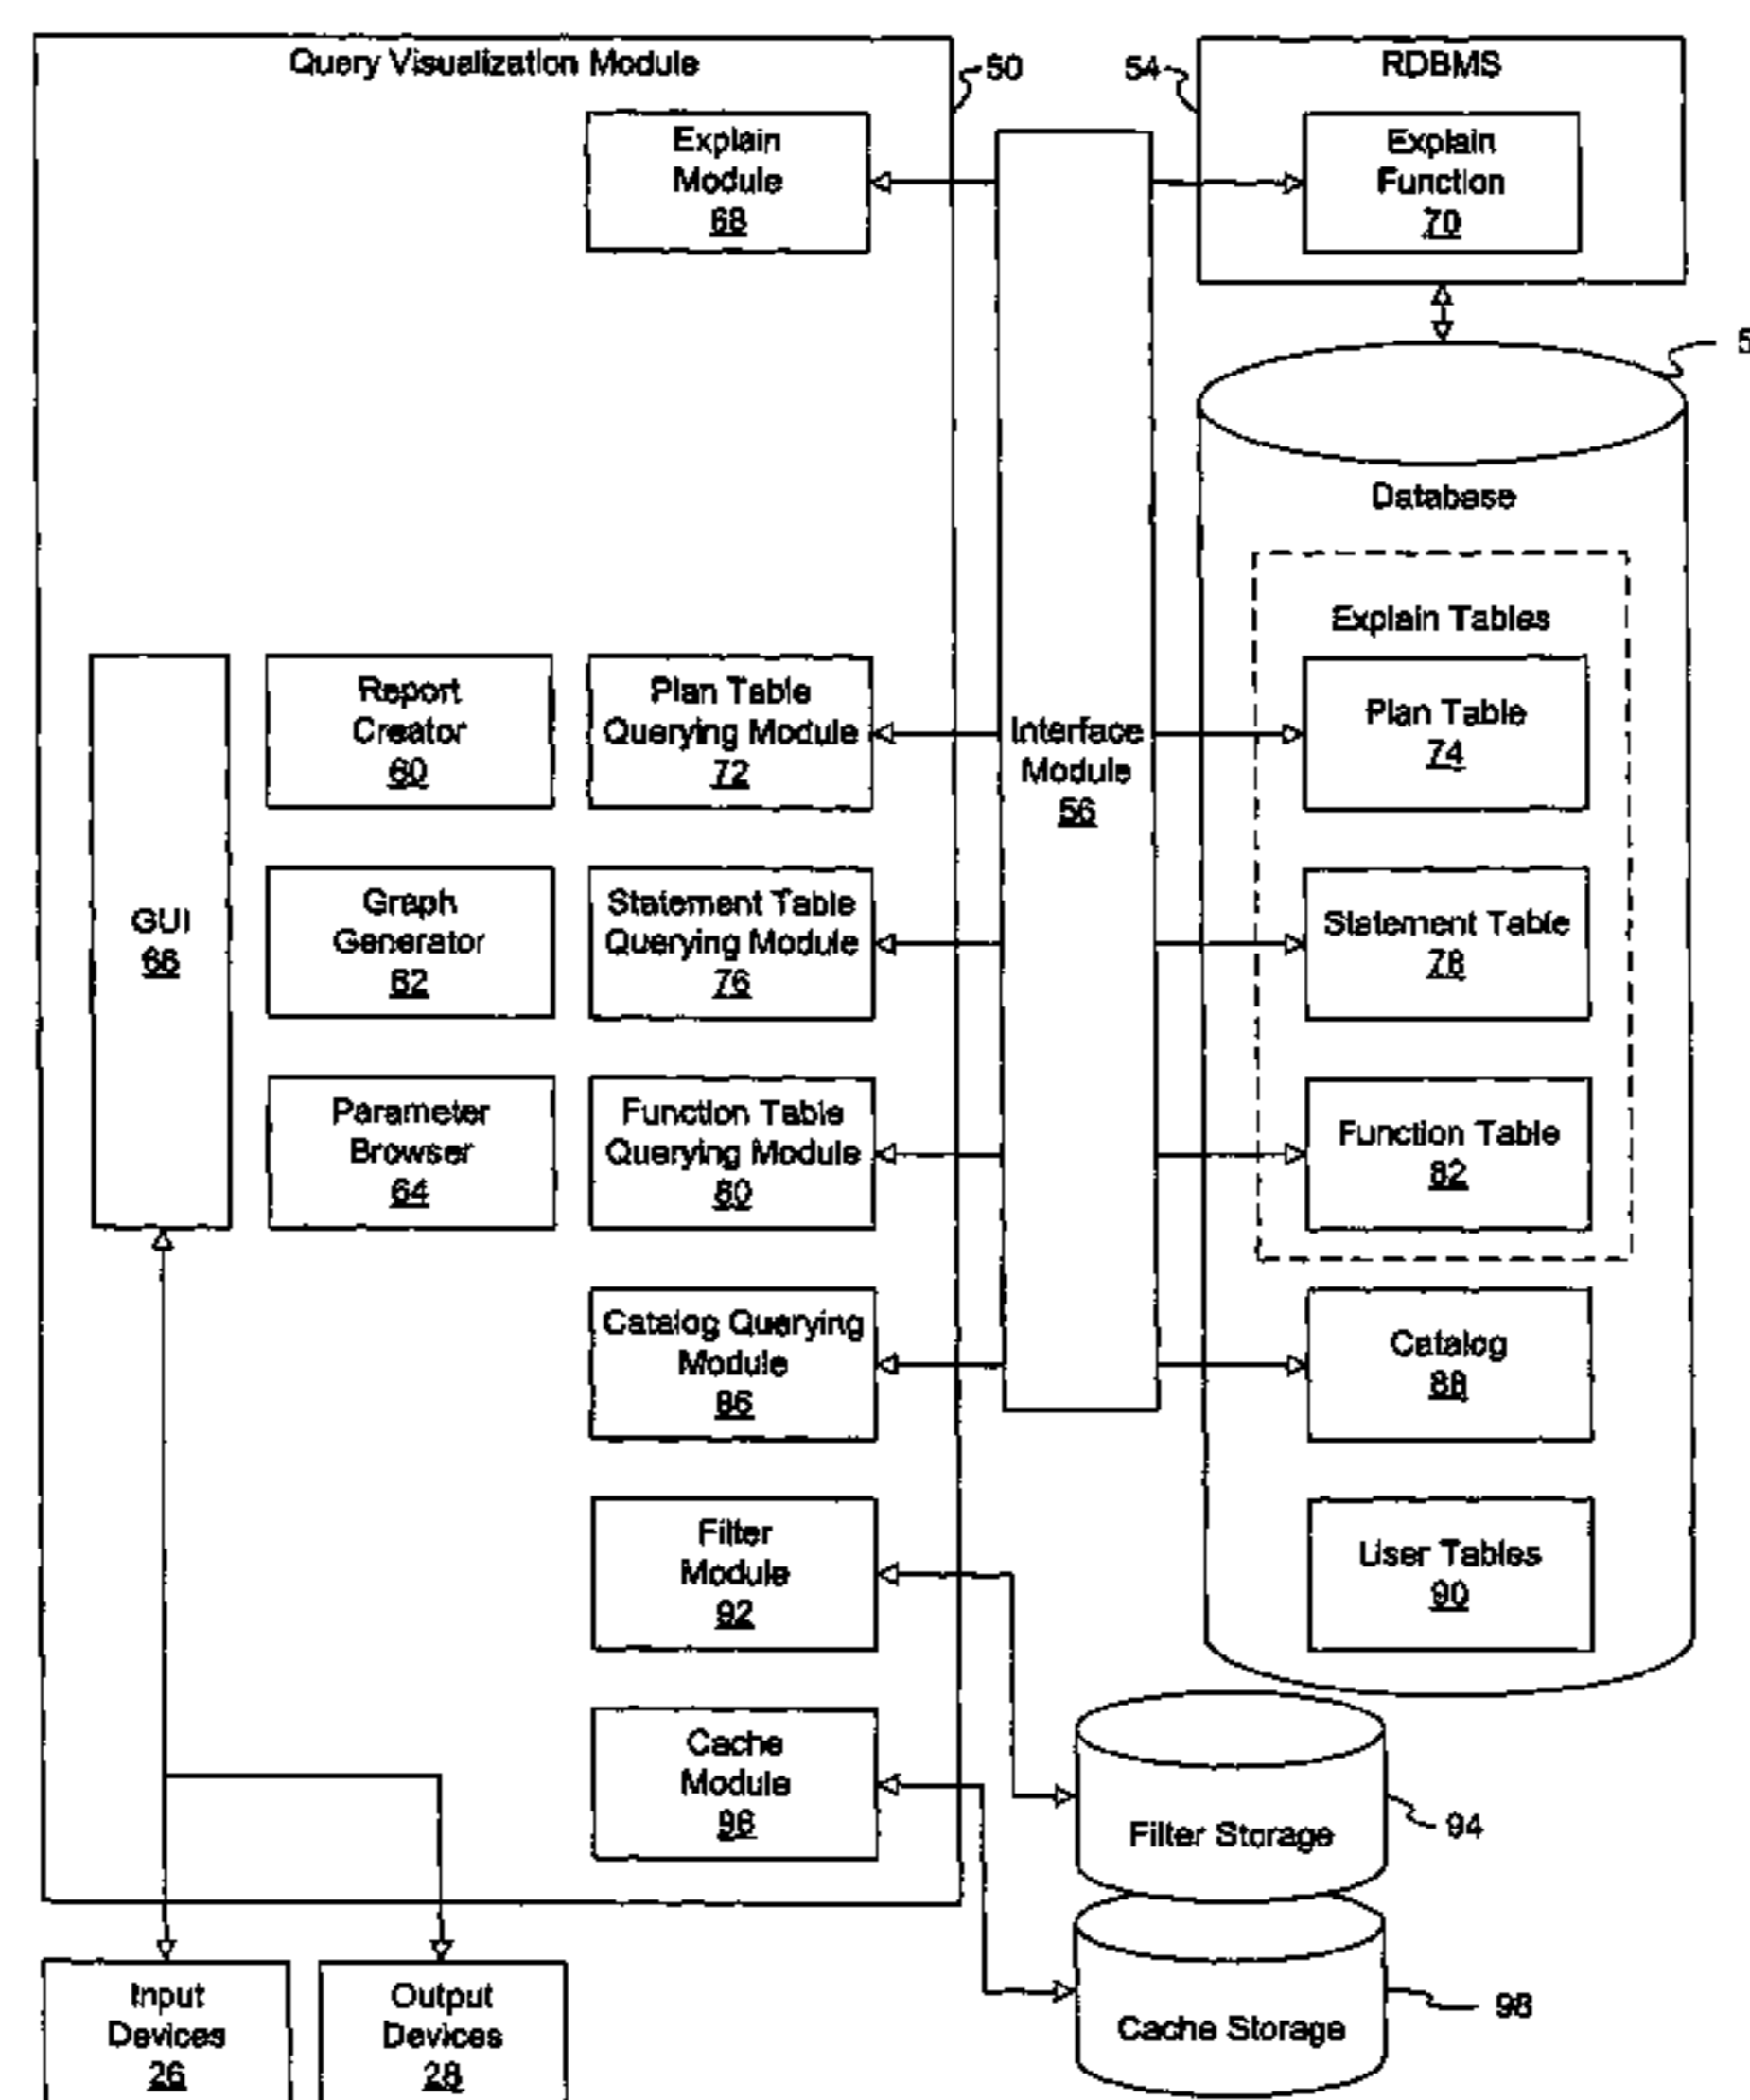 Query Visualization Module
50
54
RDBMS
Explain
Module
68
Explain
Function
70
5
Database
Explain Tables
Report
Creator
60
Plan Table
Querying Module
72
Interface
Module
56
Plan Table
74
GUI
66
Graph
Generator
62
Statement Table
Querying Module
76
Statement Table
78
Parameter
Browser
64
Function Table
Querying Module
80
Function Table
82
Catalog Querying
Module
86
Catalog
88
Filter
Module
92
User Tables
90
Cache
Module
96
Filter Storage
94
Input
Devices
26
Output
Devices
28
Cache Storage
98